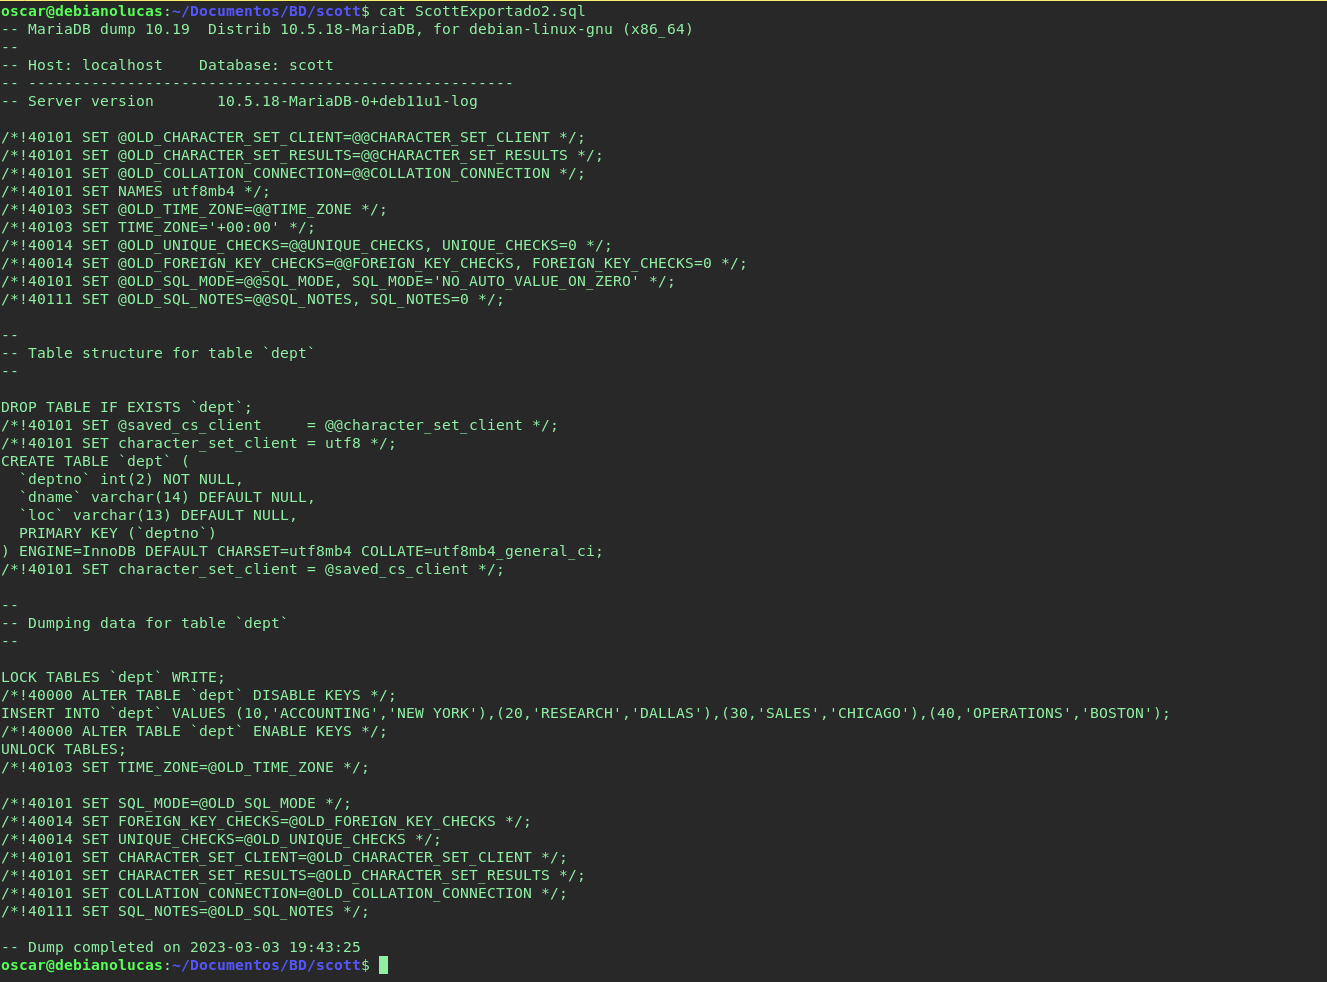 oscar@debianolucas:~/Documentos/BD/scott$ cat ScottExportado2.sql
-- MariaDB dump 10.19  Distrib 10.5.18-MariaDB, for debian-linux-gnu (x86_64)
--
-- Host: localhost    Database: scott
-- ------------------------------------------------------
-- Server version       10.5.18-MariaDB-0+deb11u1-log

/*!40101 SET @OLD_CHARACTER_SET_CLIENT=@@CHARACTER_SET_CLIENT */;
/*!40101 SET @OLD_CHARACTER_SET_RESULTS=@@CHARACTER_SET_RESULTS */;
/*!40101 SET @OLD_COLLATION_CONNECTION=@@COLLATION_CONNECTION */;
/*!40101 SET NAMES utf8mb4 */;
/*!40103 SET @OLD_TIME_ZONE=@@TIME_ZONE */;
/*!40103 SET TIME_ZONE='+00:00' */;
/*!40014 SET @OLD_UNIQUE_CHECKS=@@UNIQUE_CHECKS, UNIQUE_CHECKS=0 */;
/*!40014 SET @OLD_FOREIGN_KEY_CHECKS=@@FOREIGN_KEY_CHECKS, FOREIGN_KEY_CHECKS=0 */;
/*!40101 SET @OLD_SQL_MODE=@@SQL_MODE, SQL_MODE='NO_AUTO_VALUE_ON_ZERO' */;
/*!40111 SET @OLD_SQL_NOTES=@@SQL_NOTES, SQL_NOTES=0 */;

--
-- Table structure for table `dept`
--

DROP TABLE IF EXISTS `dept`;
/*!40101 SET @saved_cs_client     = @@character_set_client */;
/*!40101 SET character_set_client = utf8 */;
CREATE TABLE `dept` (
  `deptno` int(2) NOT NULL,
  `dname` varchar(14) DEFAULT NULL,
  `loc` varchar(13) DEFAULT NULL,
  PRIMARY KEY (`deptno`)
) ENGINE=InnoDB DEFAULT CHARSET=utf8mb4 COLLATE=utf8mb4_general_ci;
/*!40101 SET character_set_client = @saved_cs_client */;

--
-- Dumping data for table `dept`
--

LOCK TABLES `dept` WRITE;
/*!40000 ALTER TABLE `dept` DISABLE KEYS */;
INSERT INTO `dept` VALUES (10,'ACCOUNTING','NEW YORK'),(20,'RESEARCH','DALLAS'),(30,'SALES','CHICAGO'),(40,'OPERATIONS','BOSTON');
/*!40000 ALTER TABLE `dept` ENABLE KEYS */;
UNLOCK TABLES;
/*!40103 SET TIME_ZONE=@OLD_TIME_ZONE */;

/*!40101 SET SQL_MODE=@OLD_SQL_MODE */;
/*!40014 SET FOREIGN_KEY_CHECKS=@OLD_FOREIGN_KEY_CHECKS */;
/*!40014 SET UNIQUE_CHECKS=@OLD_UNIQUE_CHECKS */;
/*!40101 SET CHARACTER_SET_CLIENT=@OLD_CHARACTER_SET_CLIENT */;
/*!40101 SET CHARACTER_SET_RESULTS=@OLD_CHARACTER_SET_RESULTS */;
/*!40101 SET COLLATION_CONNECTION=@OLD_COLLATION_CONNECTION */;
/*!40111 SET SQL_NOTES=@OLD_SQL_NOTES */;

-- Dump completed on 2023-03-03 19:43:25
oscar@debianolucas:~/Documentos/BD/scott$